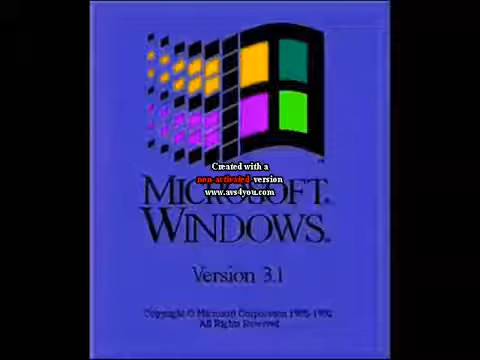 Created with a
non-activated version
www.avs4you.com
MICROSOFT.
WINDOWS.
Version 3.1
Copyright © Microsoft Corporation 1985-1992
All Rights Reserved